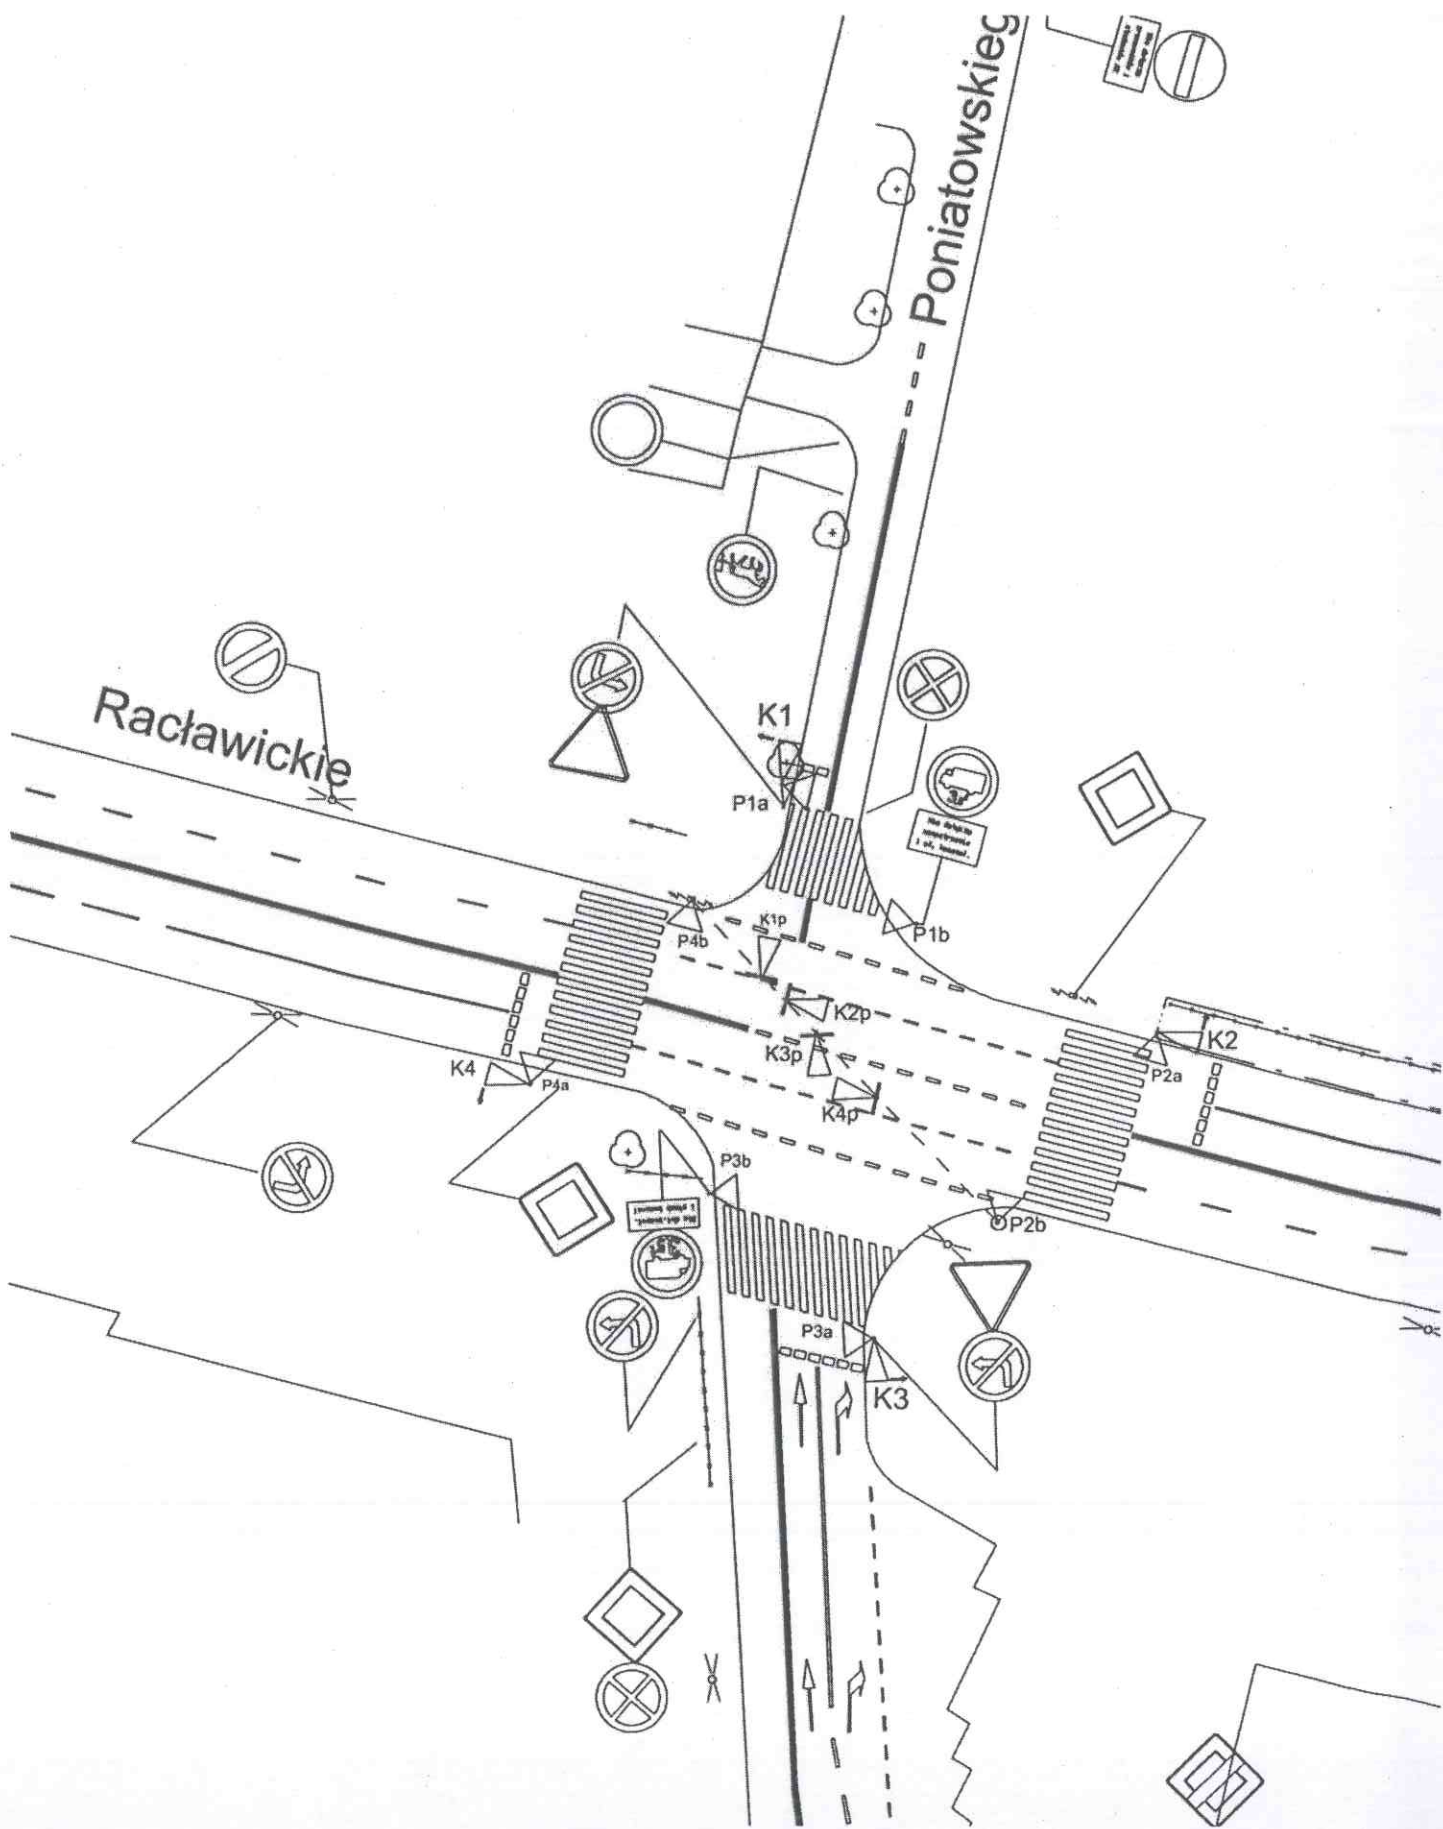 Poniatowskieg
Racławickie
K1
P1a
P1b
K1p
P4b
K2p
K3p
K2
P2a
K4
P4a
K4p
P3b
P2b
P3a
K3